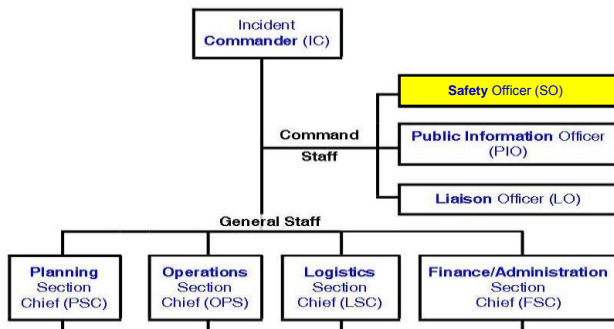 Incident
Commander (IC)
Safety Officer (SO)
Command
Staff
Public Information Officer
(PIO)
Liaison Officer (LO)
General Staff
Planning
Section
Chief (PSC)
Operations
Section
Chief (OPS)
Logistics
Section
Chief (LSC)
Finance/Administration
Section
Chief (FSC)